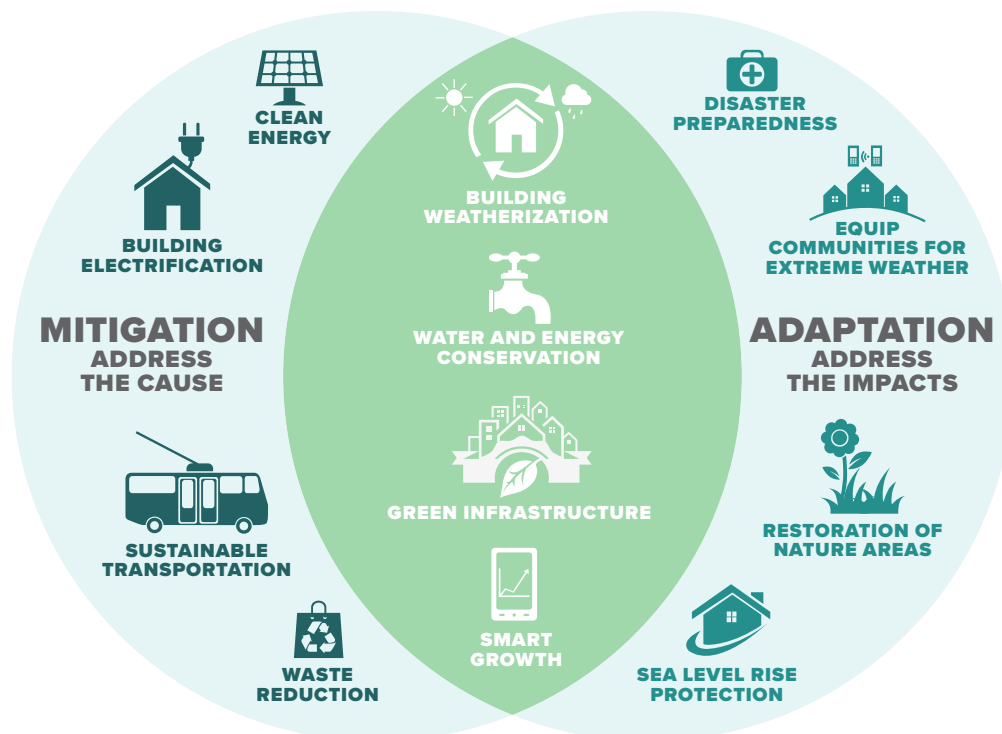 CLEAN
ENERGY
BUILDING
ELECTRIFICATION
MITIGATION
ADDRESS
THE CAUSE
SUSTAINABLE
TRANSPORTATION
WASTE
REDUCTION
BUILDING
WEATHERIZATION
WATER AND ENERGY
CONSERVATION
GREEN INFRASTRUCTURE
SMART
GROWTH
DISASTER
PREPAREDNESS
EQUIP
COMMUNITIES FOR
EXTREME WEATHER
ADAPTATION
ADDRESS
THE IMPACTS
RESTORATION OF
NATURE AREAS
SEA LEVEL RISE
PROTECTION